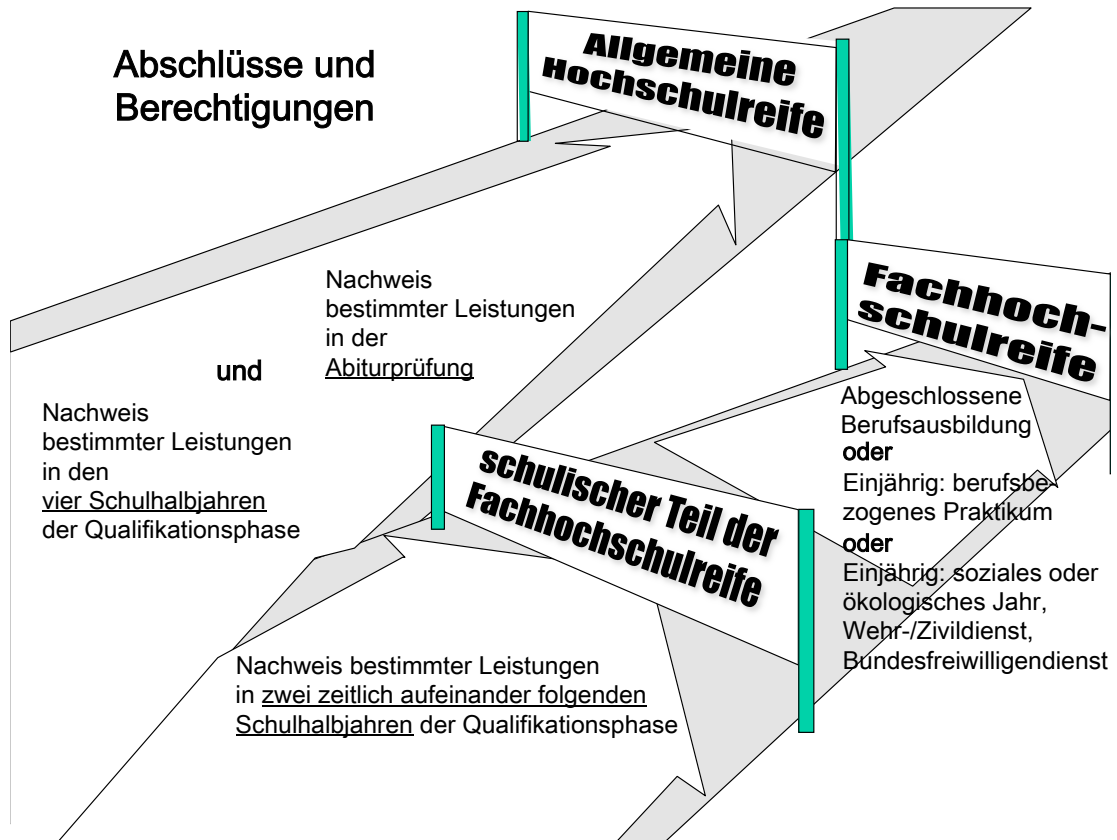 Abschlüsse und
Berechtigungen
Allgemeine
Hochschulreife
Nachweis
bestimmter Leistungen
in der
Abiturprüfung
und
Nachweis
bestimmter Leistungen
in den
vier Schulhalbjahren
der Qualifikationsphase
Fachhoch-
schulreife
Abgeschlossene
Berufsausbildung
oder
Einjährig: berufsbe-
zogenes Praktikum
oder
Einjährig: soziales oder
ökologisches Jahr,
Wehr-/Zivildienst,
Bundesfreiwilligendienst
schulischer Teil der
Fachhochschulreife
Nachweis bestimmter Leistungen
in zwei zeitlich aufeinander folgenden
Schulhalbjahren der Qualifikationsphase